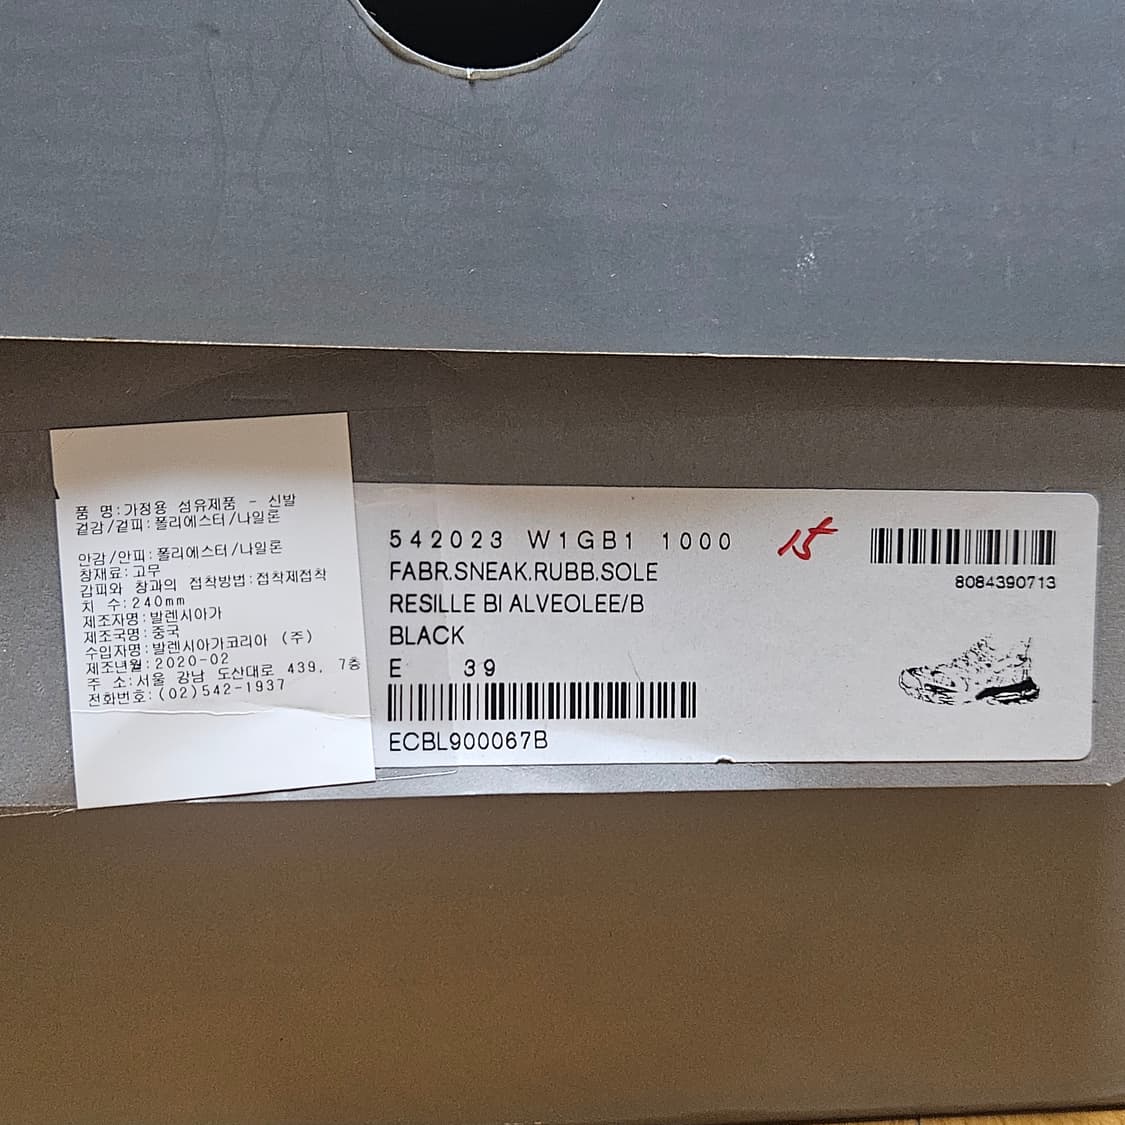 품 명:가정용 섬유제품 - 신발
겉감/겉피:폴리에스터/나일론
안감/안피:폴리에스터/나일론
창재료:고무
갑피와 창과의 접착방법:접착제접착
치 수:240mm
제조자명:발렌시아가
제조국명:중국
수입자명:발렌시아가코리아 (주)
제조년월:2020-02
주 소:서울 강남 도산대로 439, 7층
전화번호:(02)542-1937
542023 W1GB1 1000
15
FABR.SNEAK.RUBB.SOLE
RESILLE BI ALVEOLEE/B
BLACK
E 39
ECBL900067B
8084390713